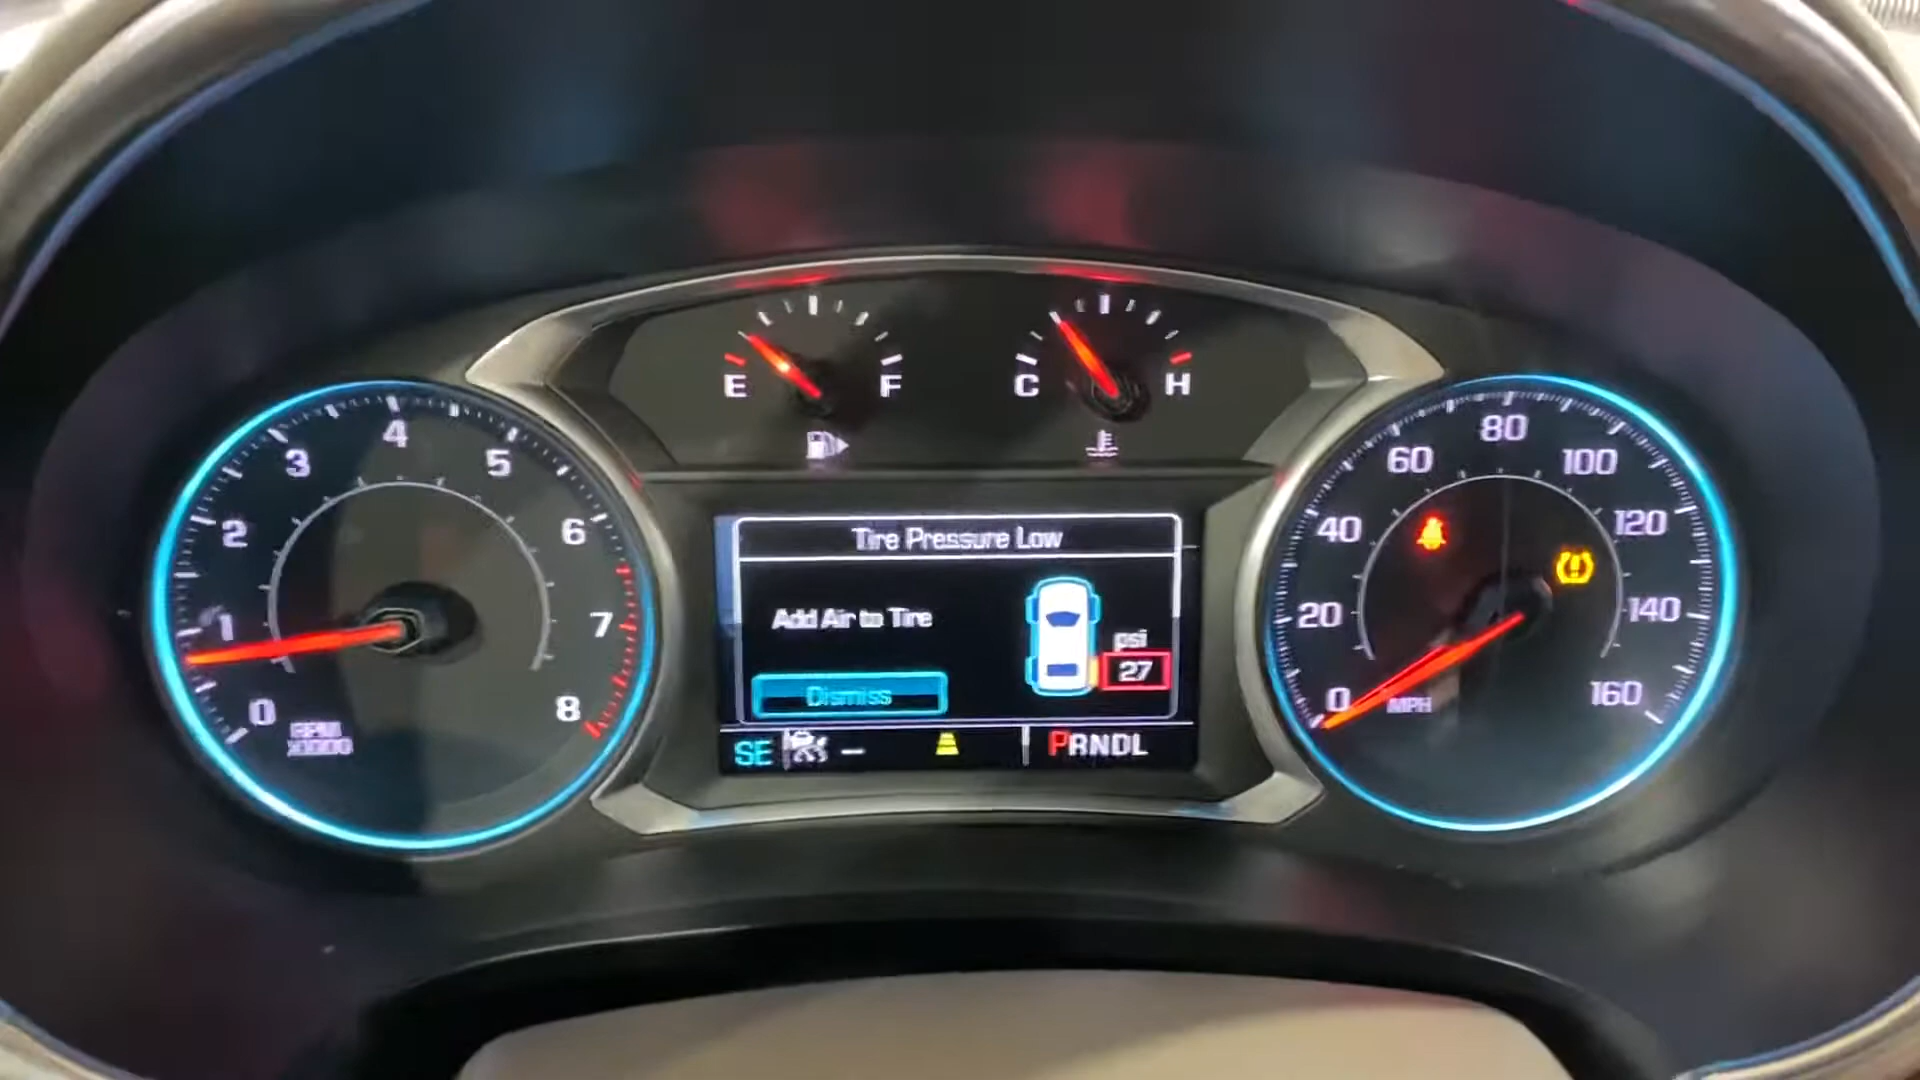 E F
C H
0 1 2 3 4 5 6 7 8
RPM
X1000
Tire Pressure Low
Add Air to Tire
psi
27
Dismiss
SE
PRNDL
0 20 40 60 80 100 120 140 160
MPH